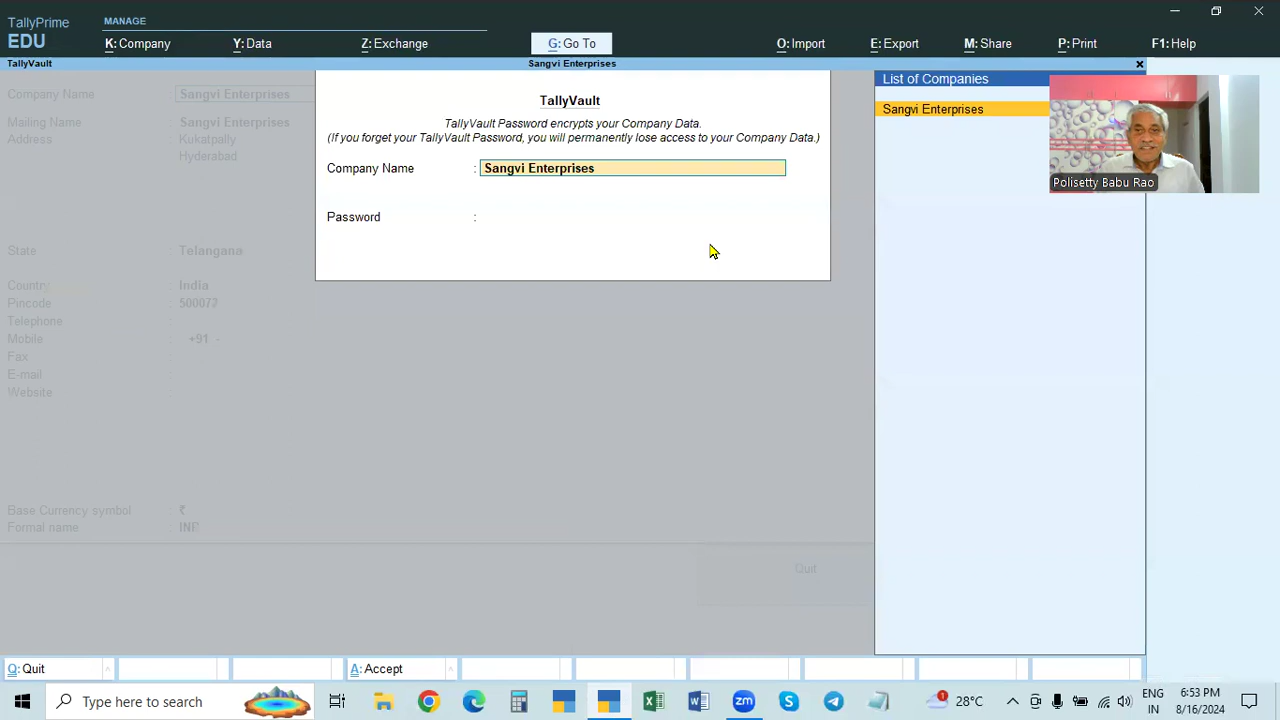 TallyPrime
EDU
MANAGE
K: Company
Y: Data
Z: Exchange
G: Go To
O: Import
E: Export
M: Share
P: Print
F1: Help
TallyVault
Sangvi Enterprises
Company Name
Sangvi Enterprises
Mailing Name : Sangvi Enterprises
Address : Kukatpally
Hyderabad
State : Telangana
Country : India
Pincode : 500072
Telephone :
Mobile : +91 -
Fax :
E-mail :
Website :
Base Currency symbol : ₹
Formal name : INR
Quit
TallyVault
TallyVault Password encrypts your Company Data.
(If you forget your TallyVault Password, you will permanently lose access to your Company Data.)
Company Name : Sangvi Enterprises
Password :
List of Companies
Sangvi Enterprises
Polisetty Babu Rao
Q: Quit
A: Accept
Type here to search
28°C
ENG
IN
6:53 PM
8/16/2024